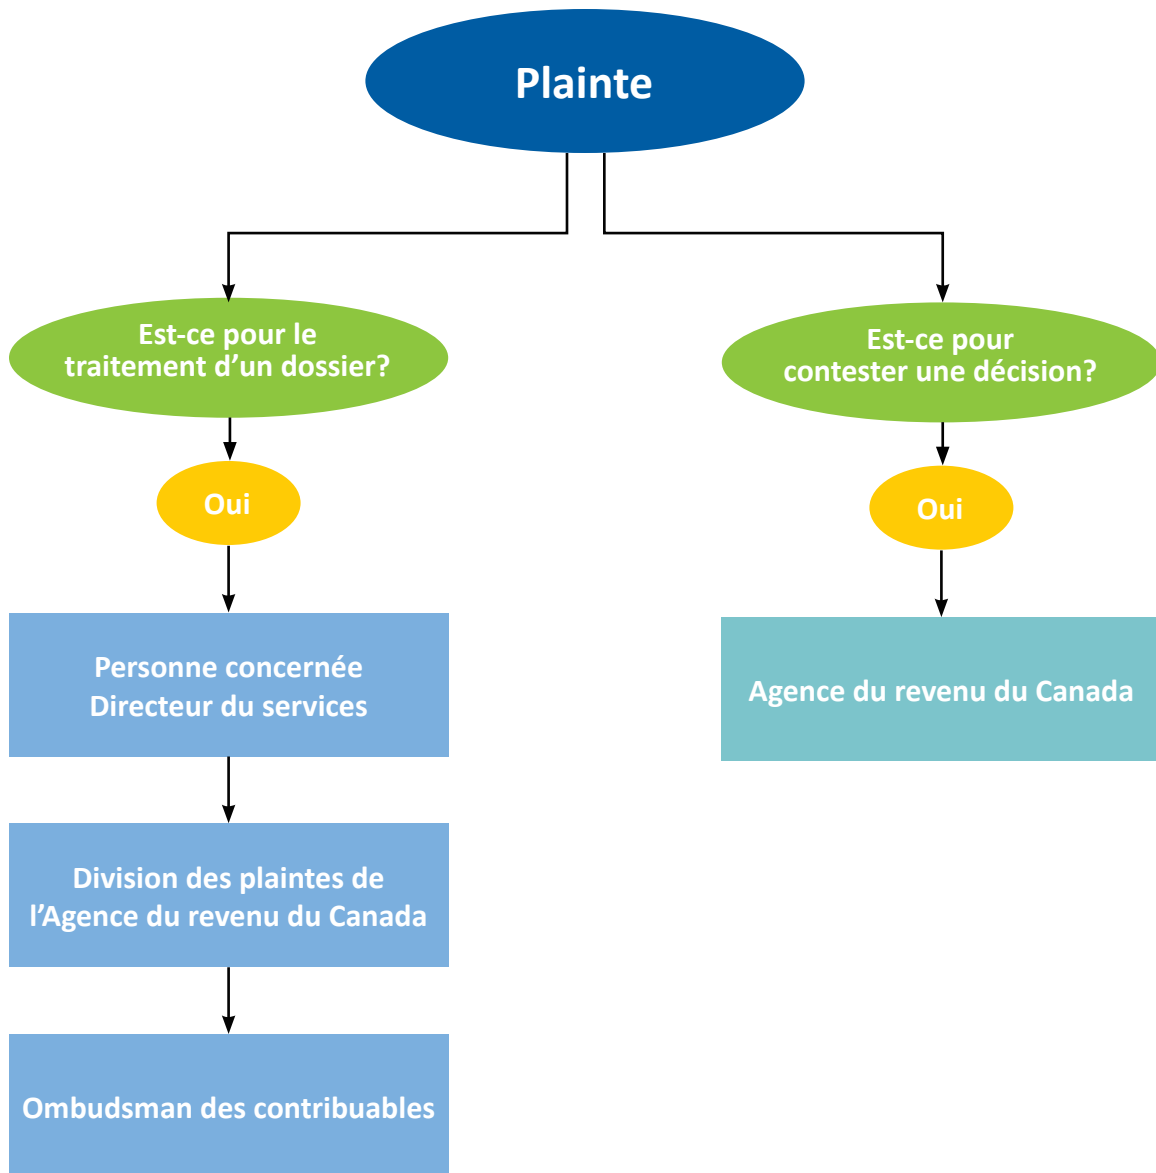 Plainte
Est-ce pour le
traitement d’un dossier?
Est-ce pour
contester une décision?
Oui
Oui
Personne concernée
Directeur du services
Agence du revenu du Canada
Division des plaintes de
l’Agence du revenu du Canada
Ombudsman des contribuables